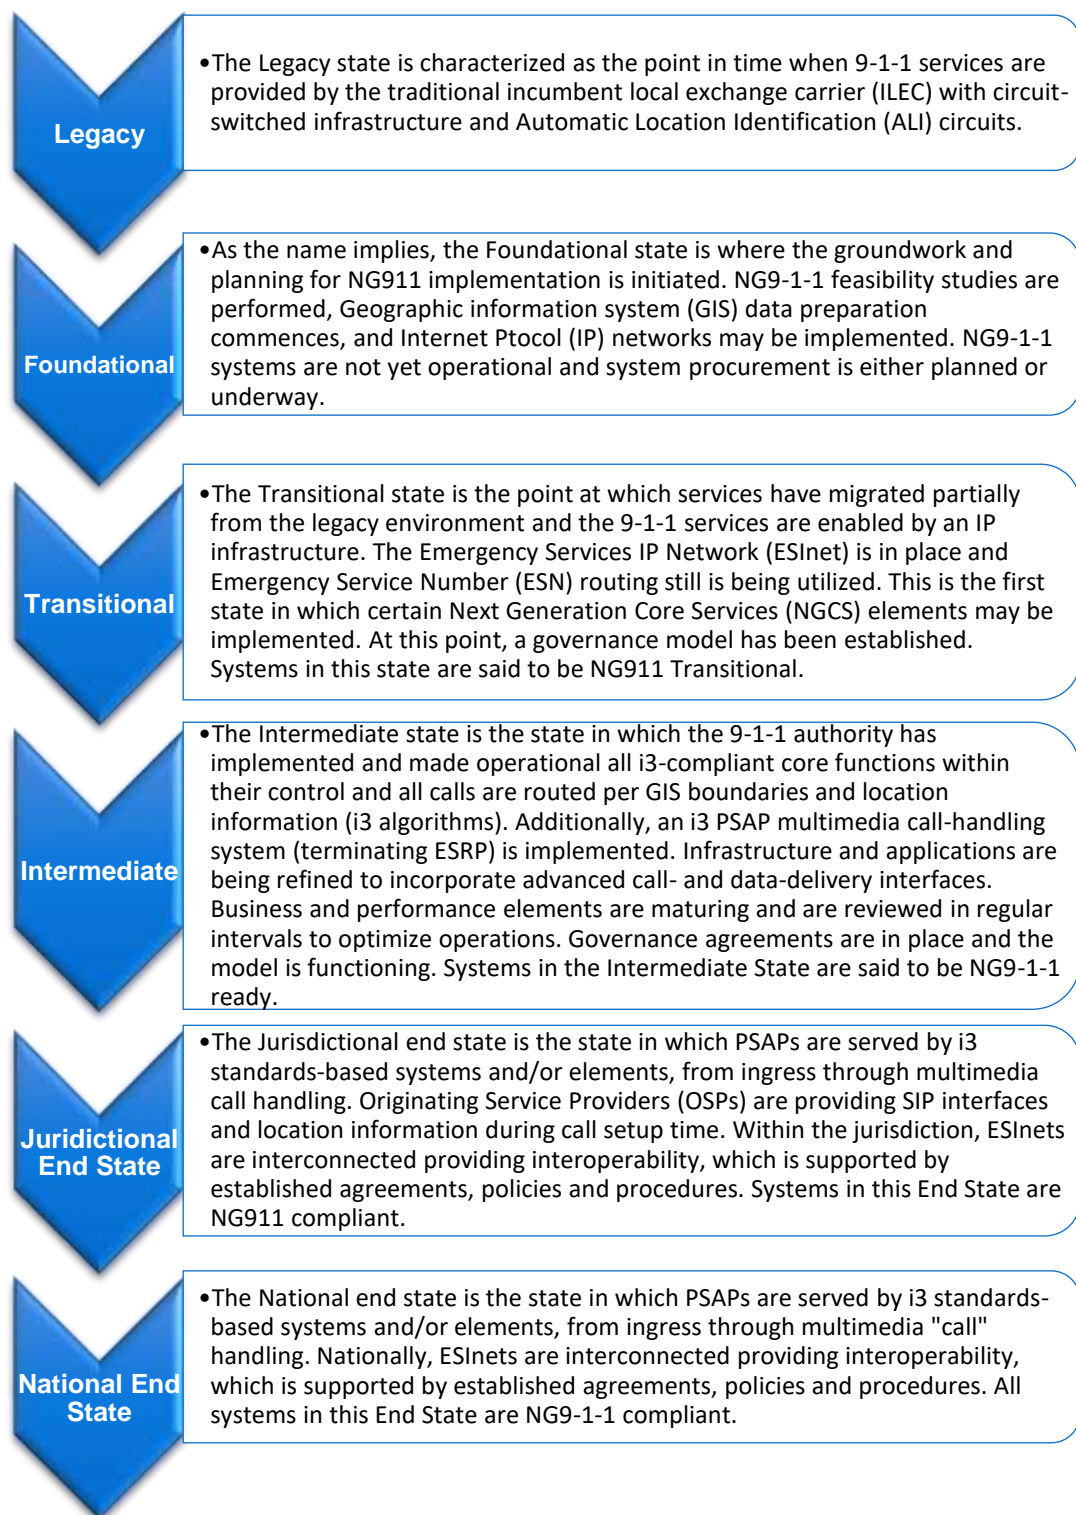 Legacy
•The Legacy state is characterized as the point in time when 9-1-1 services are
provided by the traditional incumbent local exchange carrier (ILEC) with circuit-
switched infrastructure and Automatic Location Identification (ALI) circuits.
Foundational
•As the name implies, the Foundational state is where the groundwork and
planning for NG911 implementation is initiated. NG9-1-1 feasibility studies are
performed, Geographic information system (GIS) data preparation
commences, and Internet Ptocol (IP) networks may be implemented. NG9-1-1
systems are not yet operational and system procurement is either planned or
underway.
Transitional
•The Transitional state is the point at which services have migrated partially
from the legacy environment and the 9-1-1 services are enabled by an IP
infrastructure. The Emergency Services IP Network (ESInet) is in place and
Emergency Service Number (ESN) routing still is being utilized. This is the first
state in which certain Next Generation Core Services (NGCS) elements may be
implemented. At this point, a governance model has been established.
Systems in this state are said to be NG911 Transitional.
Intermediate
•The Intermediate state is the state in which the 9-1-1 authority has
implemented and made operational all i3-compliant core functions within
their control and all calls are routed per GIS boundaries and location
information (i3 algorithms). Additionally, an i3 PSAP multimedia call-handling
system (terminating ESRP) is implemented. Infrastructure and applications are
being refined to incorporate advanced call- and data-delivery interfaces.
Business and performance elements are maturing and are reviewed in regular
intervals to optimize operations. Governance agreements are in place and the
model is functioning. Systems in the Intermediate State are said to be NG9-1-1
ready.
Juridictional
End State
•The Jurisdictional end state is the state in which PSAPs are served by i3
standards-based systems and/or elements, from ingress through multimedia
call handling. Originating Service Providers (OSPs) are providing SIP interfaces
and location information during call setup time. Within the jurisdiction, ESInets
are interconnected providing interoperability, which is supported by
established agreements, policies and procedures. Systems in this End State are
NG911 compliant.
National End
State
•The National end state is the state in which PSAPs are served by i3 standards-
based systems and/or elements, from ingress through multimedia "call"
handling. Nationally, ESInets are interconnected providing interoperability,
which is supported by established agreements, policies and procedures. All
systems in this End State are NG9-1-1 compliant.